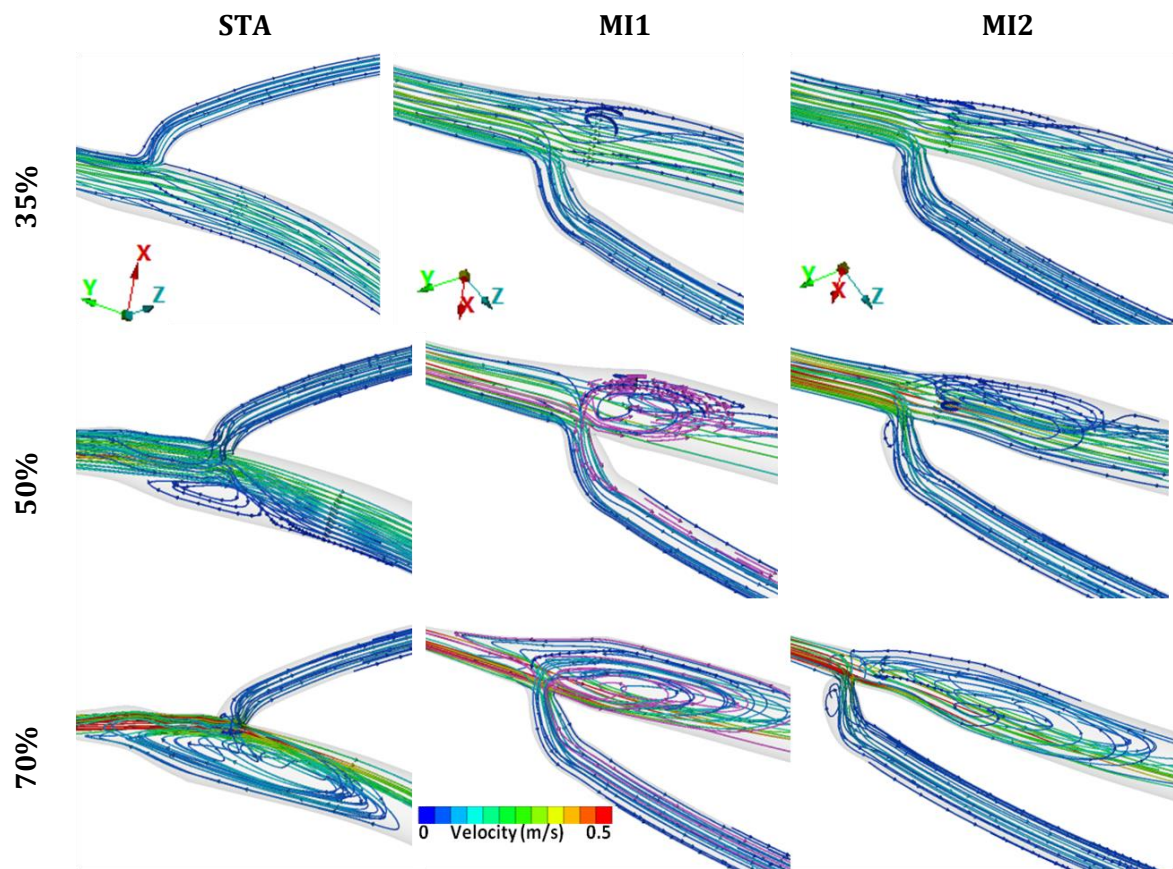 STA MI1 MI2
35%
X Y Z
Y X Z
Y X Z
50%
70%
0 Velocity (m/s) 0.5